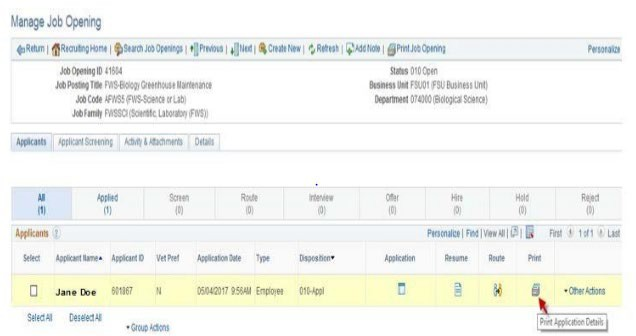 Manage Job Opening
Return | Recruiting Home | Search Job Openings | Previous | Next | Create New | Refresh | Add Note | Print Job Opening Personalize
Job Opening ID 41604 Status 010 Open
Job Posting Title FWS-Biology Greenhouse Maintenance Business Unit FSU01 (FSU Business Unit)
Job Code AFWS5 (FWS-Science or Lab) Department 074000 (Biological Science)
Job Family FWSSCI (Scientific, Laboratory (FWS))
Applicants Applicant Screening Activity & Attachments Details
All Applied Screen Route Interview Offer Hire Hold Reject
(1) (1) (0) (0) (0) (0) (0) (0) (0)
Applicants Personalize | Find | View All | First 1 of 1 Last
Select Applicant Name Applicant ID Vet Pref Application Date Type Disposition Application Resume Route Print
Jane Doe 601867 N 05/04/2017 9:56AM Employee 010-Appl Other Actions
Select All Deselect All Print Application Details
Group Actions